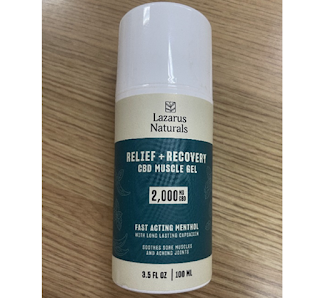 Lazarus
Naturals
RELIEF + RECOVERY
CBD MUSCLE GEL
2,000 MG CBD
FAST ACTING MENTHOL
WITH LONG LASTING CAPSAICIN
SOOTHES SORE MUSCLES
AND ACHING JOINTS
3.5 FL OZ | 100 ML